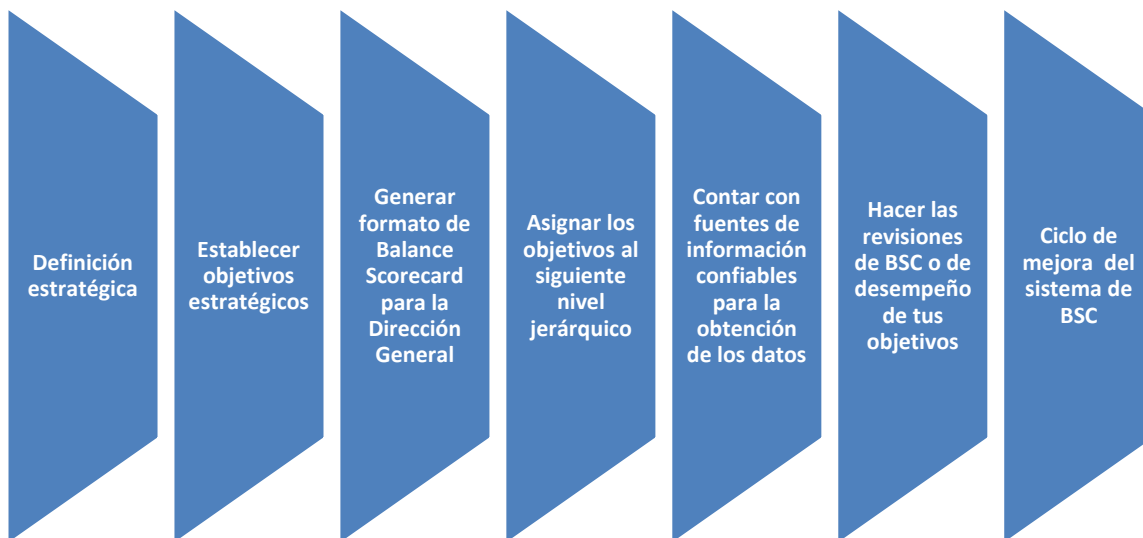 Definición
estratégica
Establecer
objetivos
estratégicos
Generar
formato de
Balance
Scorecard
para la
Dirección
General
Asignar los
objetivos al
siguiente
nivel
jerárquico
Contar con
fuentes de
información
confiables
para la
obtención
de los datos
Hacer las
revisiones
de BSC o de
desempeño
de tus
objetivos
Ciclo de
mejora del
sistema de
BSC